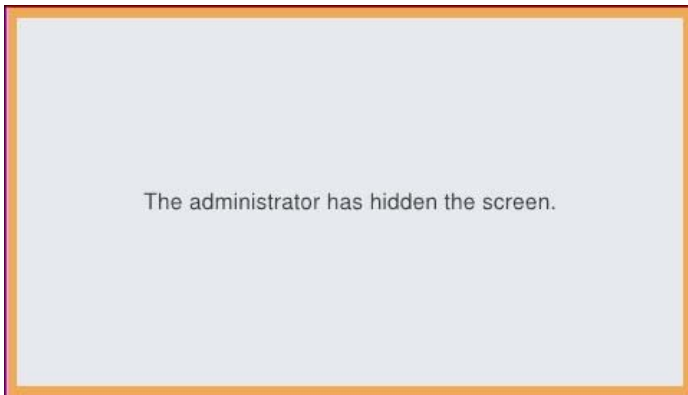 The administrator has hidden the screen.